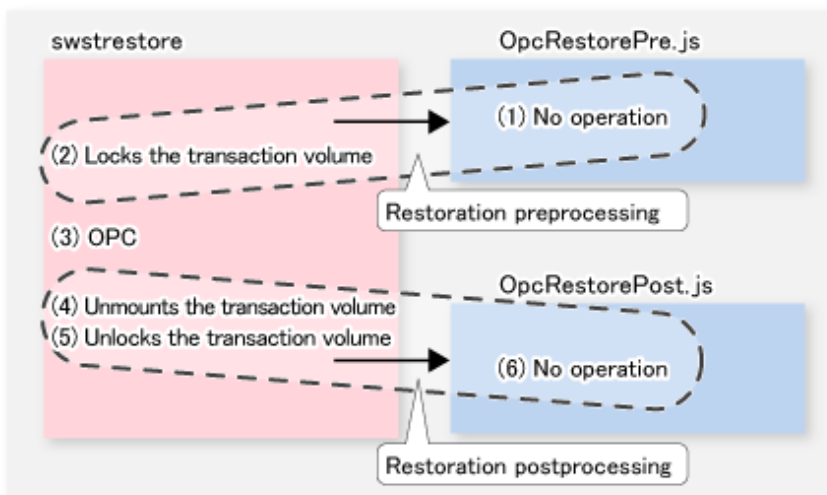 swstrestore
OpcRestorePre.js
(1) No operation
(2) Locks the transaction volume
Restoration preprocessing
(3) OPC
OpcRestorePost.js
(4) Unmounts the transaction volume
(5) Unlocks the transaction volume
(6) No operation
Restoration postprocessing